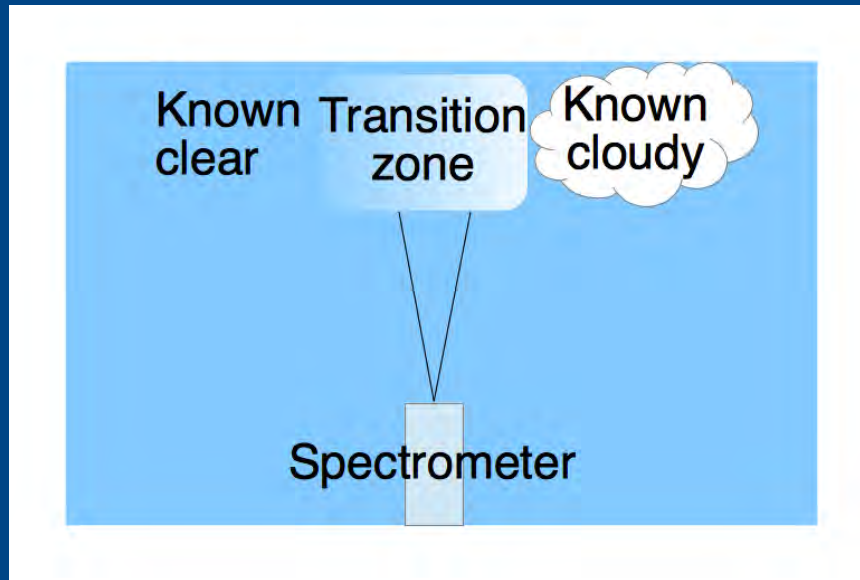 Known
clear
Transition
zone
Known
cloudy
Spectrometer